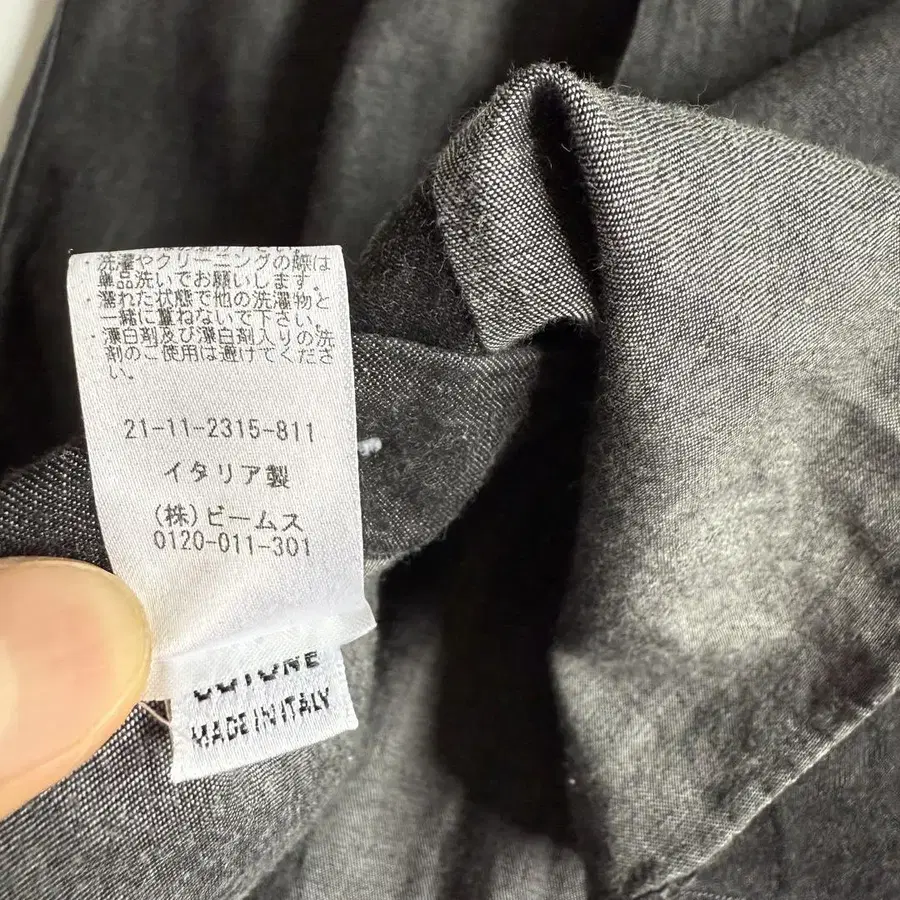 ・洗濯やクリーニングの際は
単品洗いでお願いします。
・濡れた状態で他の洗濯物と
一緒に重ねないで下さい。
・漂白剤及び漂白剤入りの洗
剤のご使用は避けてくださ
い。
21-11-2315-811
イタリア製
(株)ビームス
0120-011-301
MADE IN ITALY